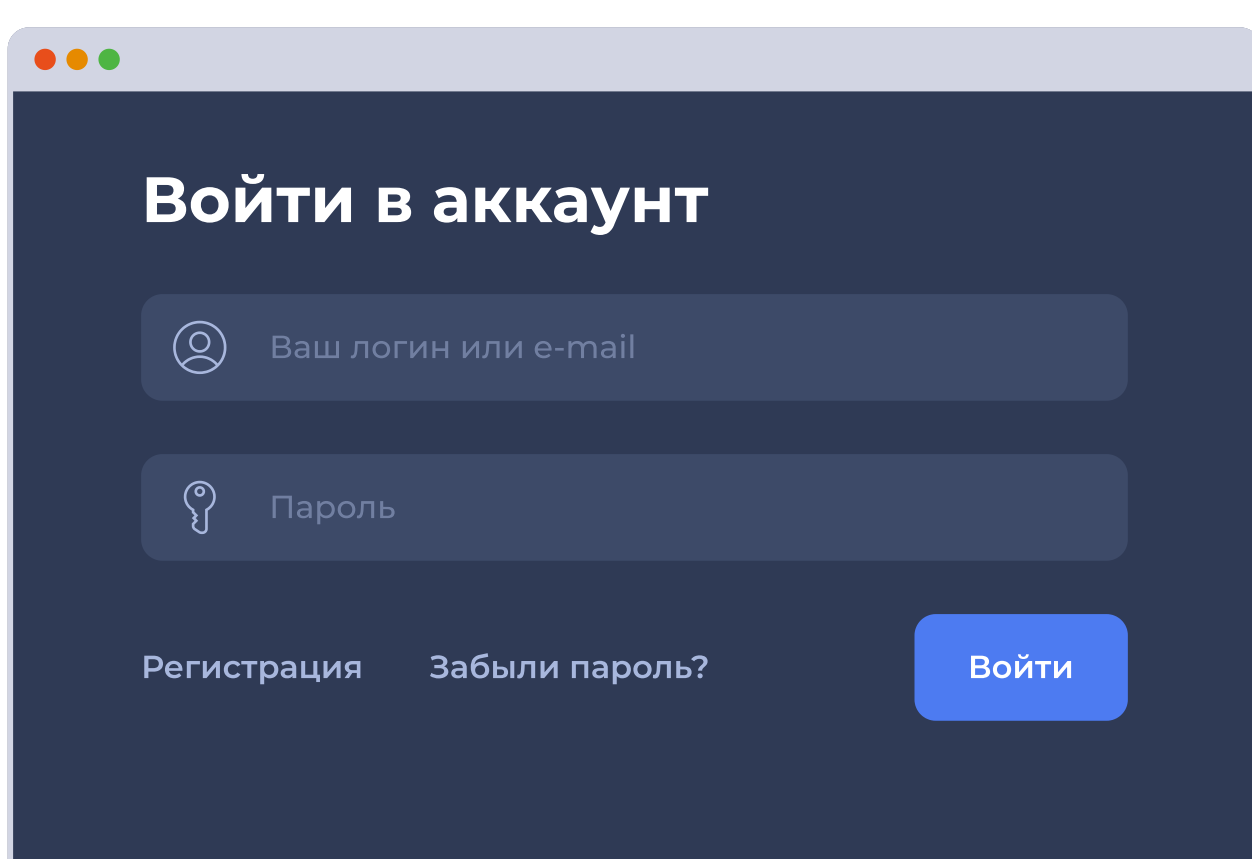 Войти в аккаунт
Ваш логин или e-mail
Пароль
Регистрация Забыли пароль? Войти